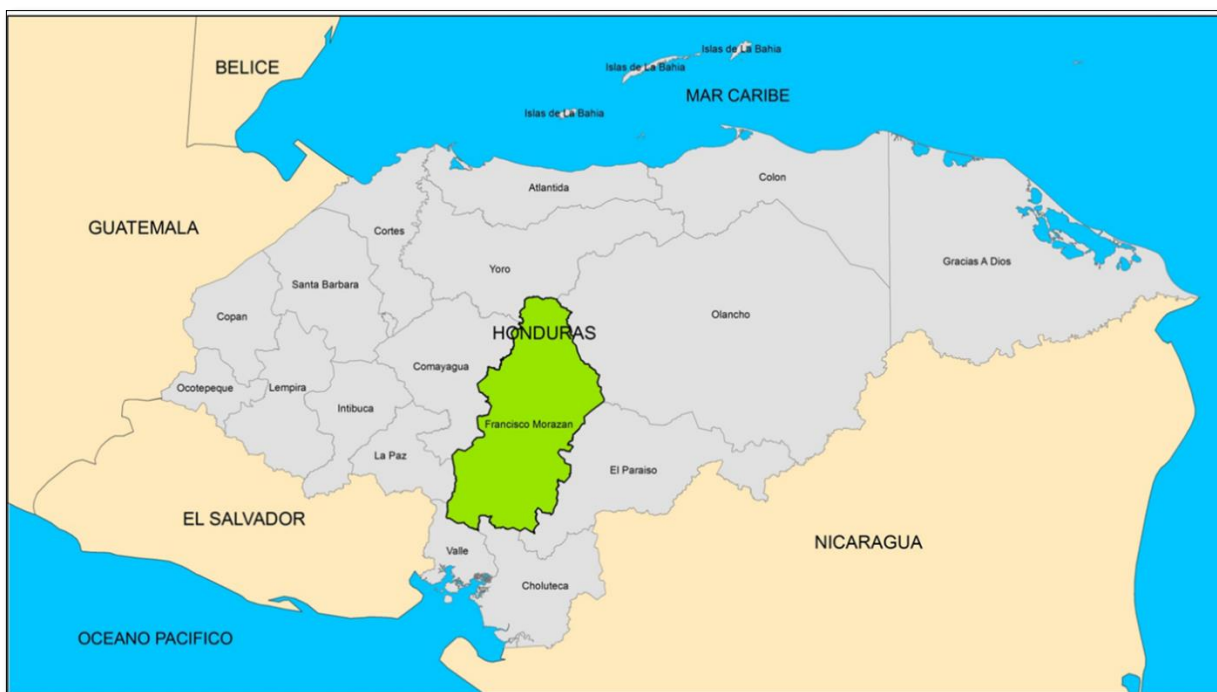 Islas de La Bahia
BELICE
Islas de La Bahia
MAR CARIBE
Islas de La Bahia
Colon
Atlantida
GUATEMALA
Cortes
Gracias A Dios
Yoro
Santa Barbara
Copan
Olancho
HONDURAS
Comayagua
Ocotepeque
Lempira
Intibuca
Francisco Morazan
La Paz
El Paraiso
EL SALVADOR
NICARAGUA
Valle
Choluteca
OCEANO PACIFICO